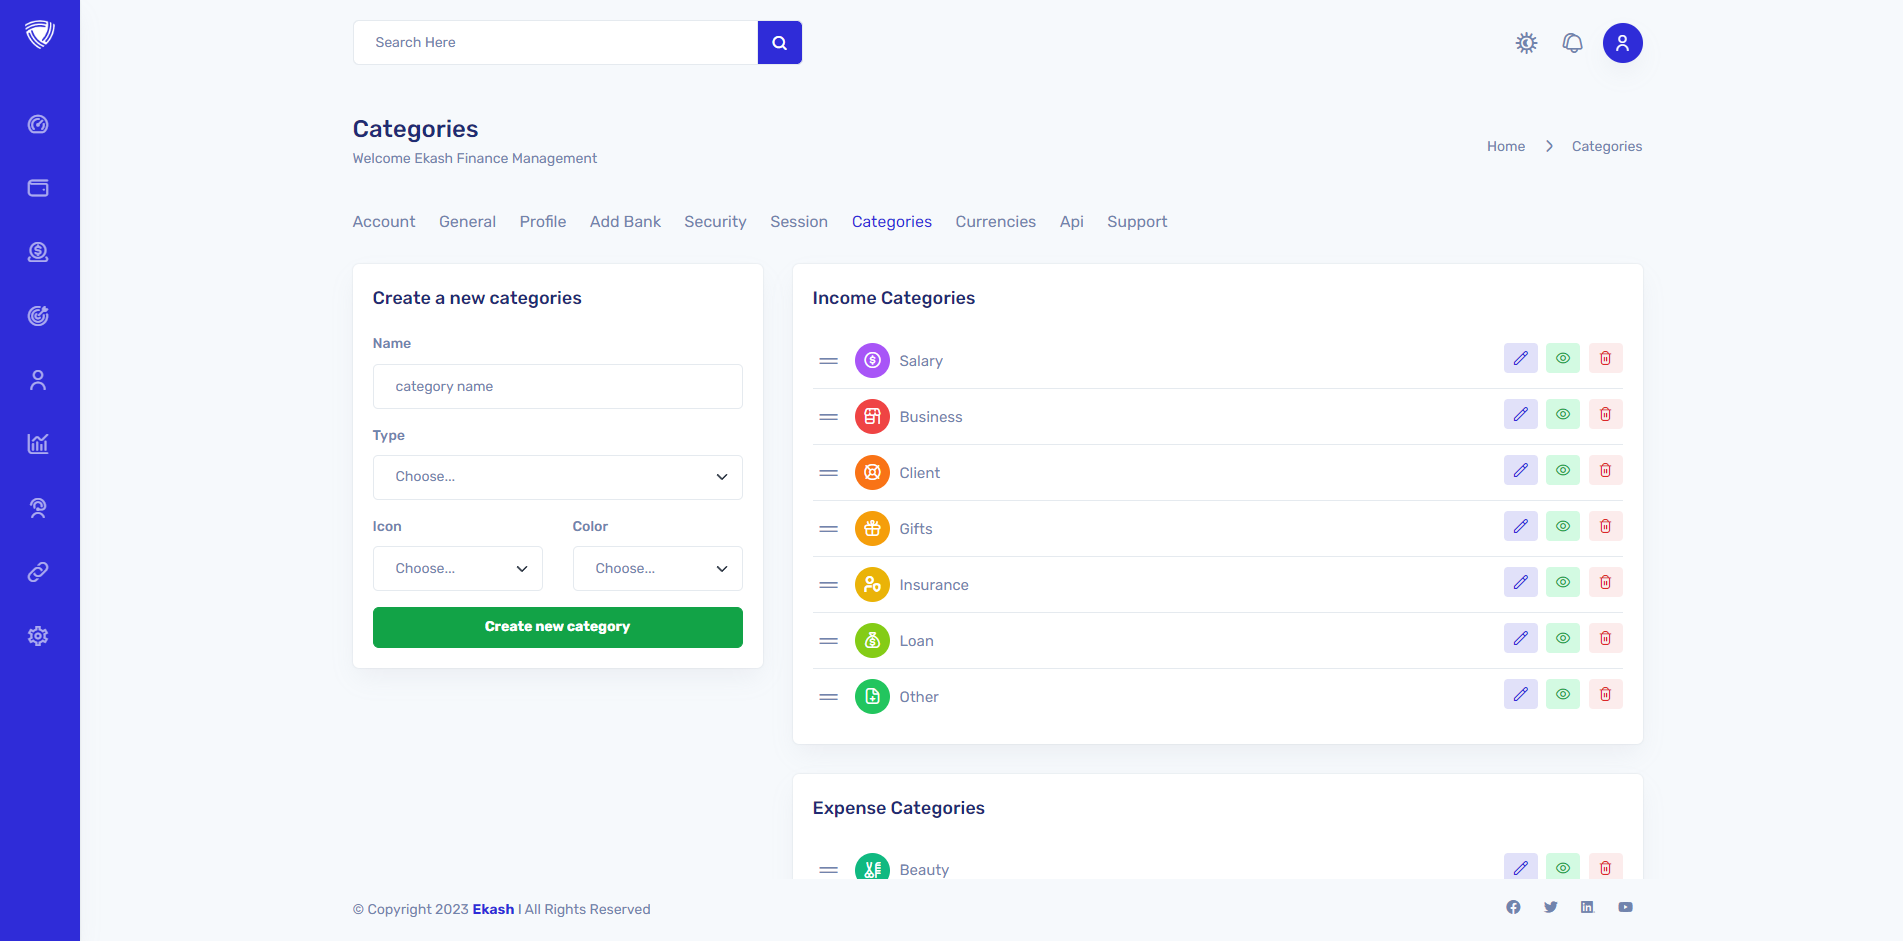 Search Here
Categories
Welcome Ekash Finance Management
Home
Categories
Account General Profile Add Bank Security Session Categories Currencies Api Support
Create a new categories
Name
category name
Type
Choose...
Icon Color
Choose... Choose...
Create new category
Income Categories
Salary
Business
Client
Gifts
Insurance
Loan
Other
Expense Categories
Beauty
© Copyright 2023 Ekash I All Rights Reserved